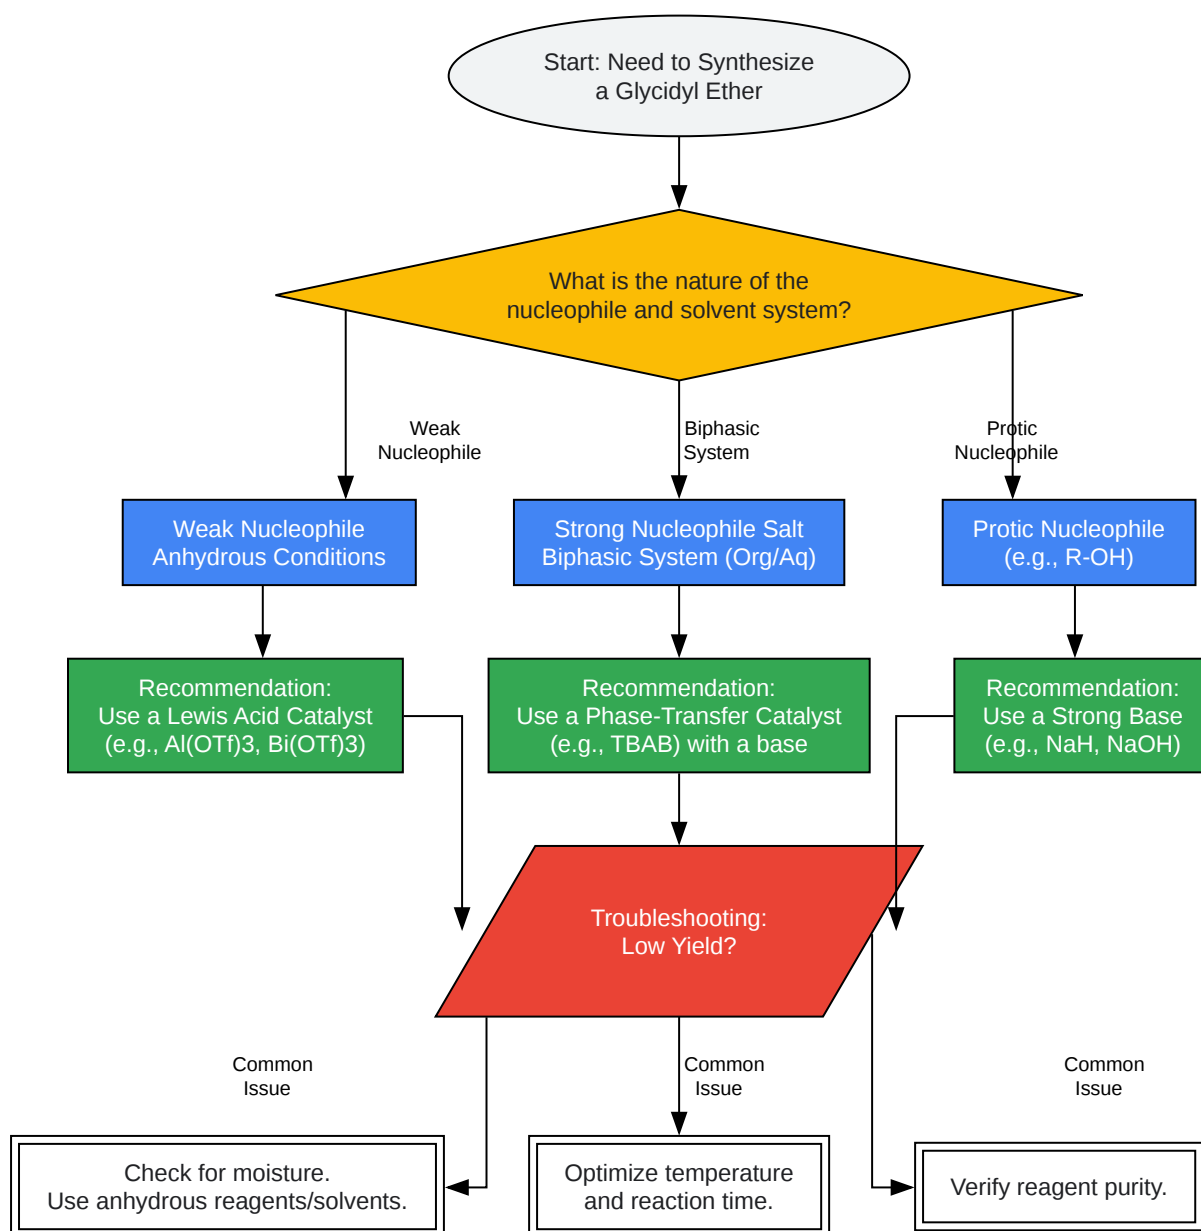 Start: Need to Synthesize
a Glycidyl Ether
What is the nature of the
nucleophile and solvent system?
Weak
Nucleophile
Biphasic
System
Protic
Nucleophile
Weak Nucleophile
Anhydrous Conditions
Strong Nucleophile Salt
Biphasic System (Org/Aq)
Protic Nucleophile
(e.g., R-OH)
Recommendation:
Use a Lewis Acid Catalyst
(e.g., Al(OTf)3, Bi(OTf)3)
Recommendation:
Use a Phase-Transfer Catalyst
(e.g., TBAB) with a base
Recommendation:
Use a Strong Base
(e.g., NaH, NaOH)
Troubleshooting:
Low Yield?
Common
Issue
Common
Issue
Common
Issue
Check for moisture.
Use anhydrous reagents/solvents.
Optimize temperature
and reaction time.
Verify reagent purity.